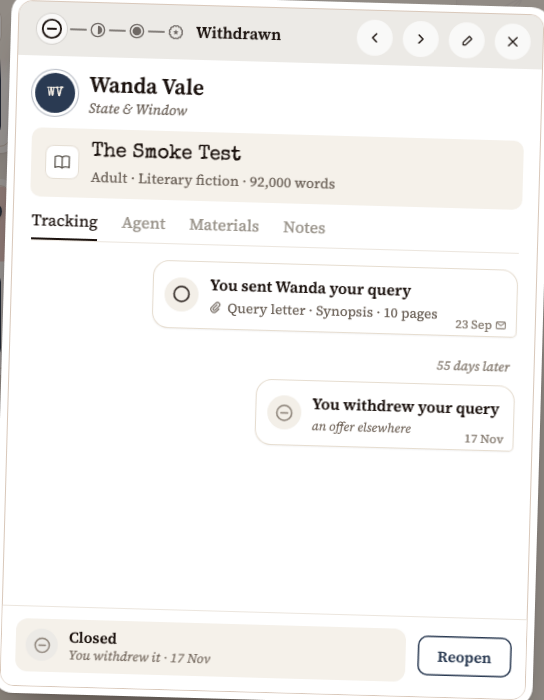 Withdrawn
WV
Wanda Vale
State & Window
The Smoke Test
Adult · Literary fiction · 92,000 words
Tracking Agent Materials Notes
You sent Wanda your query
Query letter · Synopsis · 10 pages
23 Sep
55 days later
You withdrew your query
an offer elsewhere
17 Nov
Closed
You withdrew it · 17 Nov
Reopen